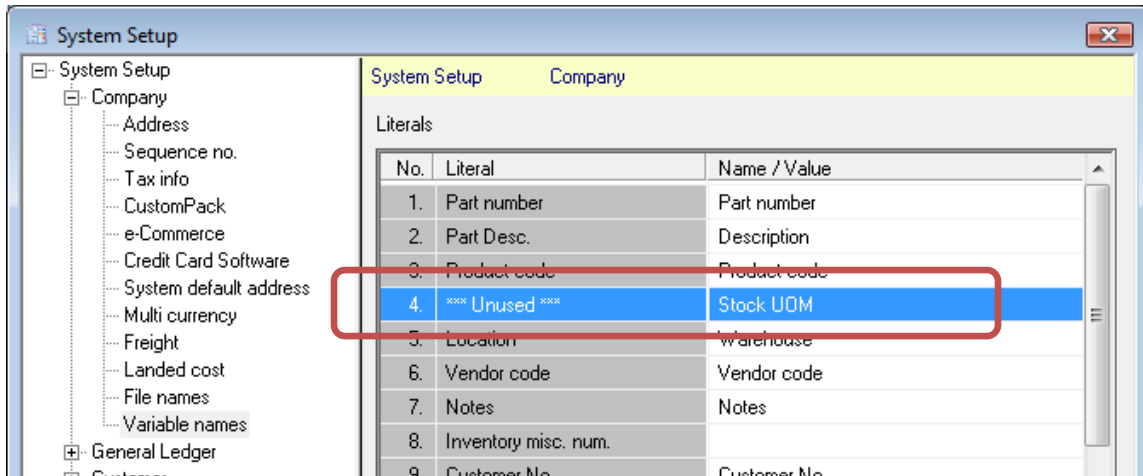 System Setup
System Setup
Company
Address
Sequence no.
Tax info
CustomPack
e-Commerce
Credit Card Software
System default address
Multi currency
Freight
Landed cost
File names
Variable names
General Ledger
Customer
System Setup Company
Literals
No. Literal Name / Value
1. Part number Part number
2. Part Desc. Description
3. Product code Product code
4. *** Unused *** Stock UOM
5. Location Warehouse
6. Vendor code Vendor code
7. Notes Notes
8. Inventory misc. num.
9. Customer No. Customer No.